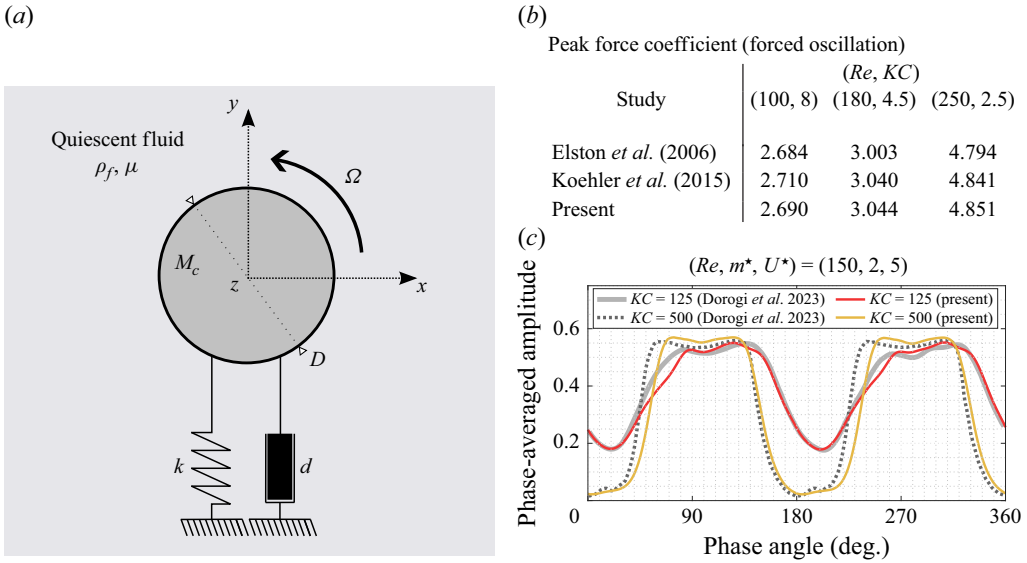 (a)
Quiescent fluid
ρ_f, μ
y
Ω
M_c
z
x
D
k
d
(b)
Peak force coefficient (forced oscillation)
(Re, KC)
Study (100, 8) (180, 4.5) (250, 2.5)
Elston et al. (2006) 2.684 3.003 4.794
Koehler et al. (2015) 2.710 3.040 4.841
Present 2.690 3.044 4.851
(c)
(Re, m⋆, U⋆) = (150, 2, 5)
KC = 125 (Dorogi et al. 2023) KC = 125 (present)
KC = 500 (Dorogi et al. 2023) KC = 500 (present)
Phase-averaged amplitude
0.6
0.4
0.2
0 90 180 270 360
Phase angle (deg.)